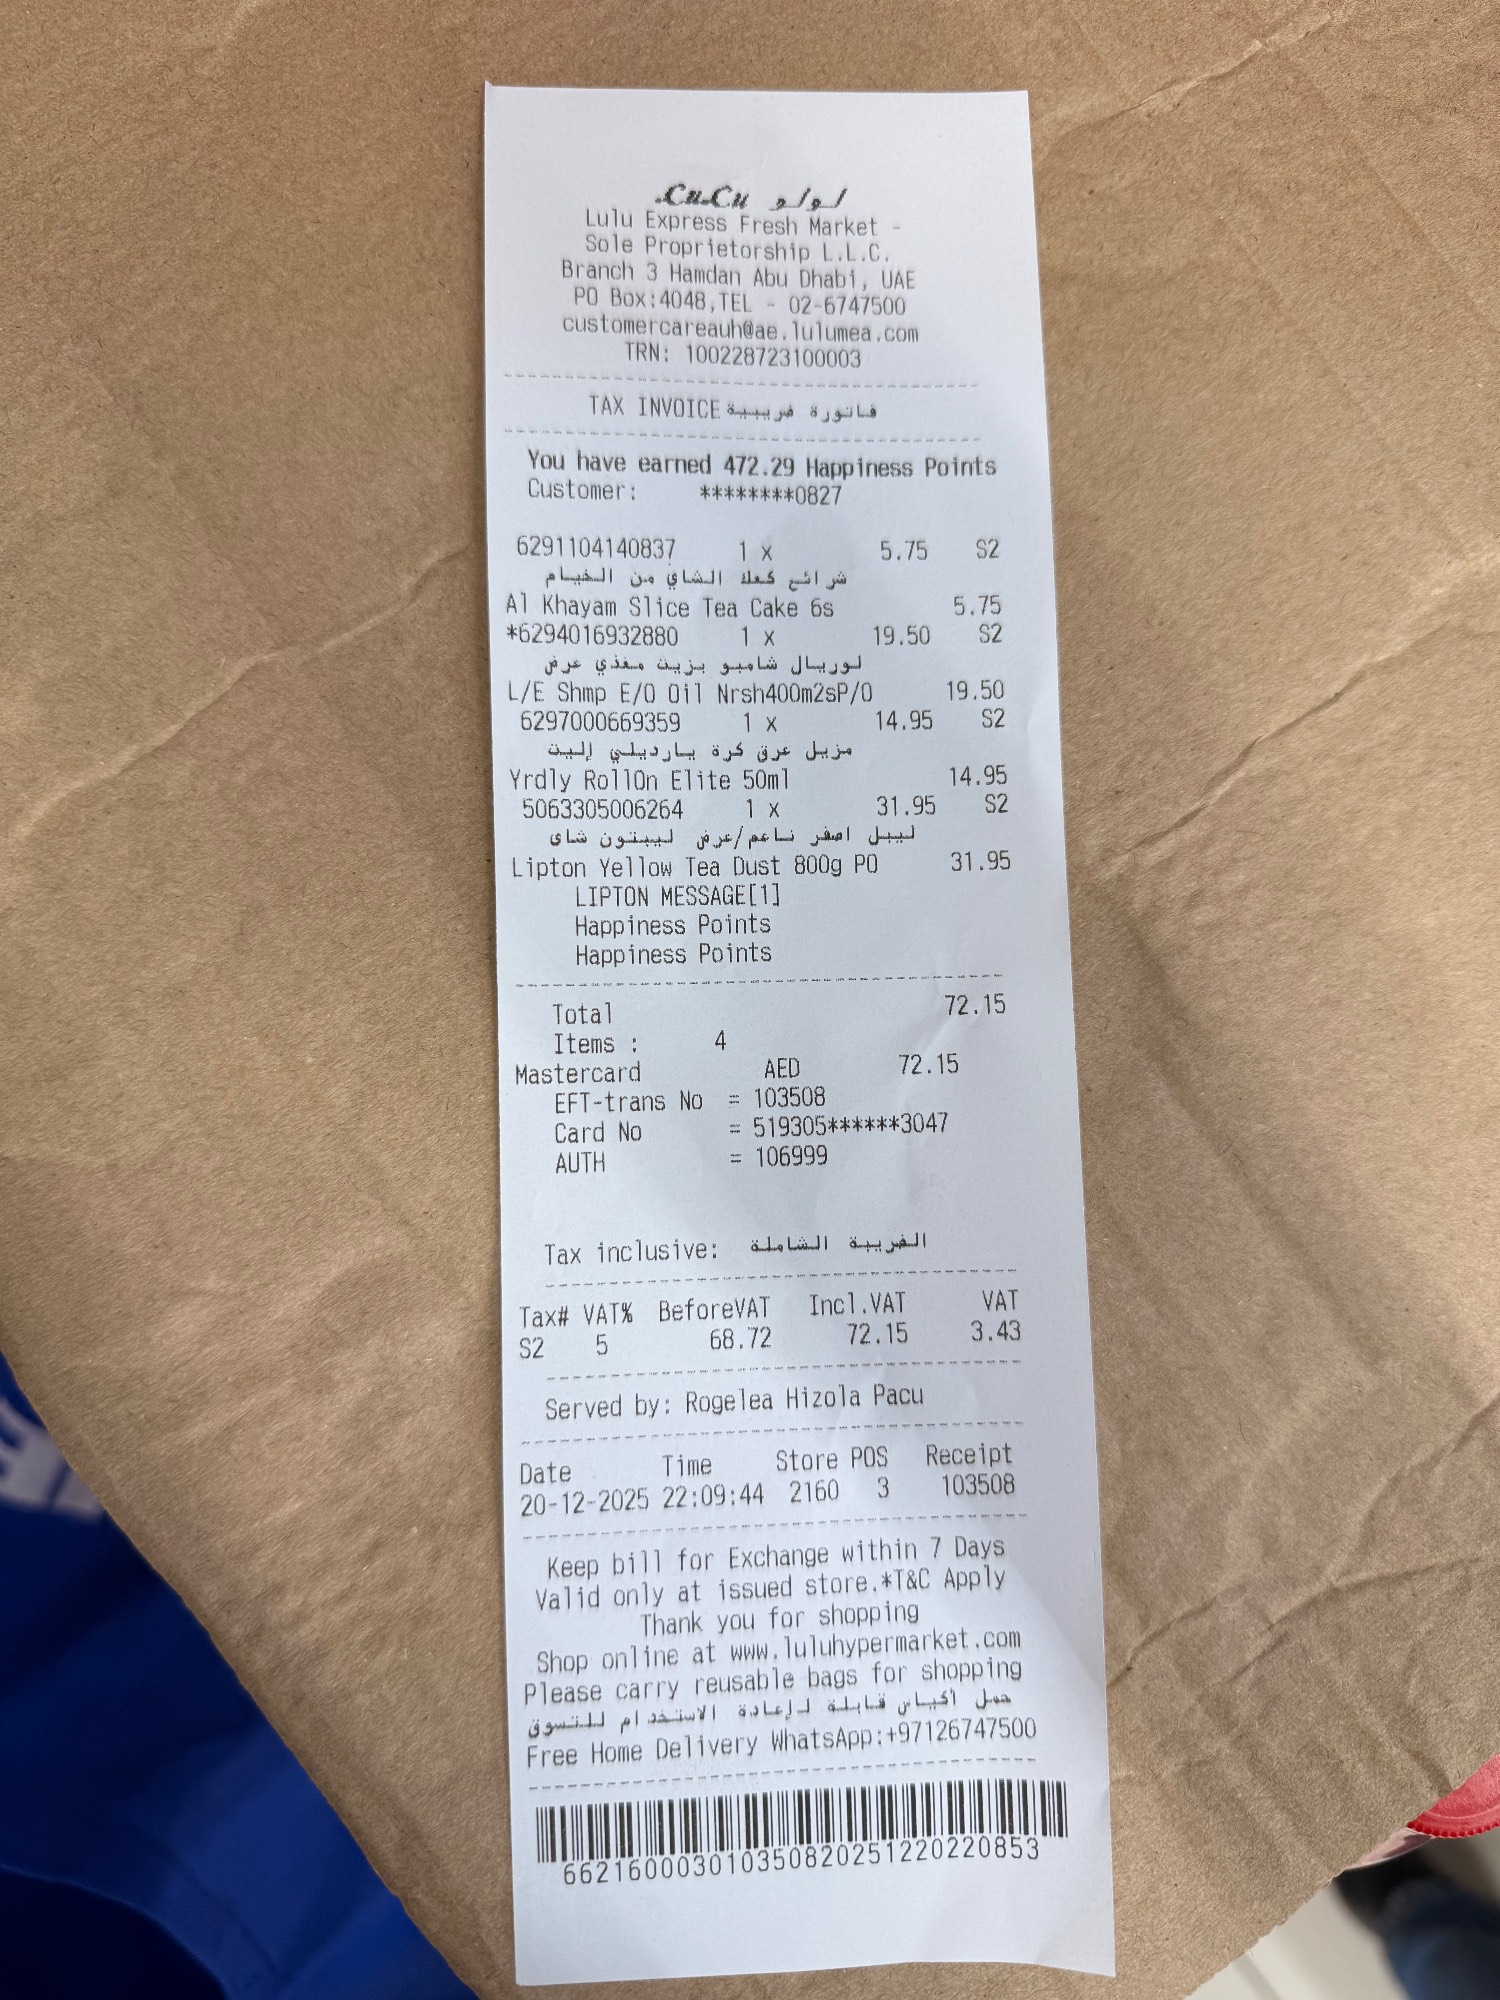 LuLu لولو
Lulu Express Fresh Market -
Sole Proprietorship L.L.C.
Branch 3 Hamdan Abu Dhabi, UAE
PO Box:4048,TEL - 02-6747500
customercareauh@ae.lulumea.com
TRN: 100228723100003
TAX INVOICE فاتورة ضريبية
You have earned 472.29 Happiness Points
Customer: ********0827
6291104140837 1 x 5.75 S2
شرائح كعك الشاي من الخيام
Al Khayam Slice Tea Cake 6s 5.75
*6294016932880 1 x 19.50 S2
لوريال شامبو بزيت مغذي عرض
L/E Shmp E/O Oil Nrsh400m2sP/O 19.50
6297000669359 1 x 14.95 S2
مزيل عرق كرة يارديلي إليت
Yrdly RollOn Elite 50ml 14.95
5063305006264 1 x 31.95 S2
ليبل اصفر ناعم/عرض ليبتون شاى
Lipton Yellow Tea Dust 800g PO 31.95
LIPTON MESSAGE[1]
Happiness Points
Happiness Points
Total 72.15
Items : 4
Mastercard AED 72.15
EFT-trans No = 103508
Card No = 519305******3047
AUTH = 106999
Tax inclusive: الضريبة الشاملة
Tax# VAT% BeforeVAT Incl.VAT VAT
S2 5 68.72 72.15 3.43
Served by: Rogelea Hizola Pacu
Date Time Store POS Receipt
20-12-2025 22:09:44 2160 3 103508
Keep bill for Exchange within 7 Days
Valid only at issued store.*T&C Apply
Thank you for shopping
Shop online at www.luluhypermarket.com
Please carry reusable bags for shopping
حمل أكياس قابلة لإعادة الاستخدام للتسوق
Free Home Delivery WhatsApp:+97126747500
662160003010350820251220220853